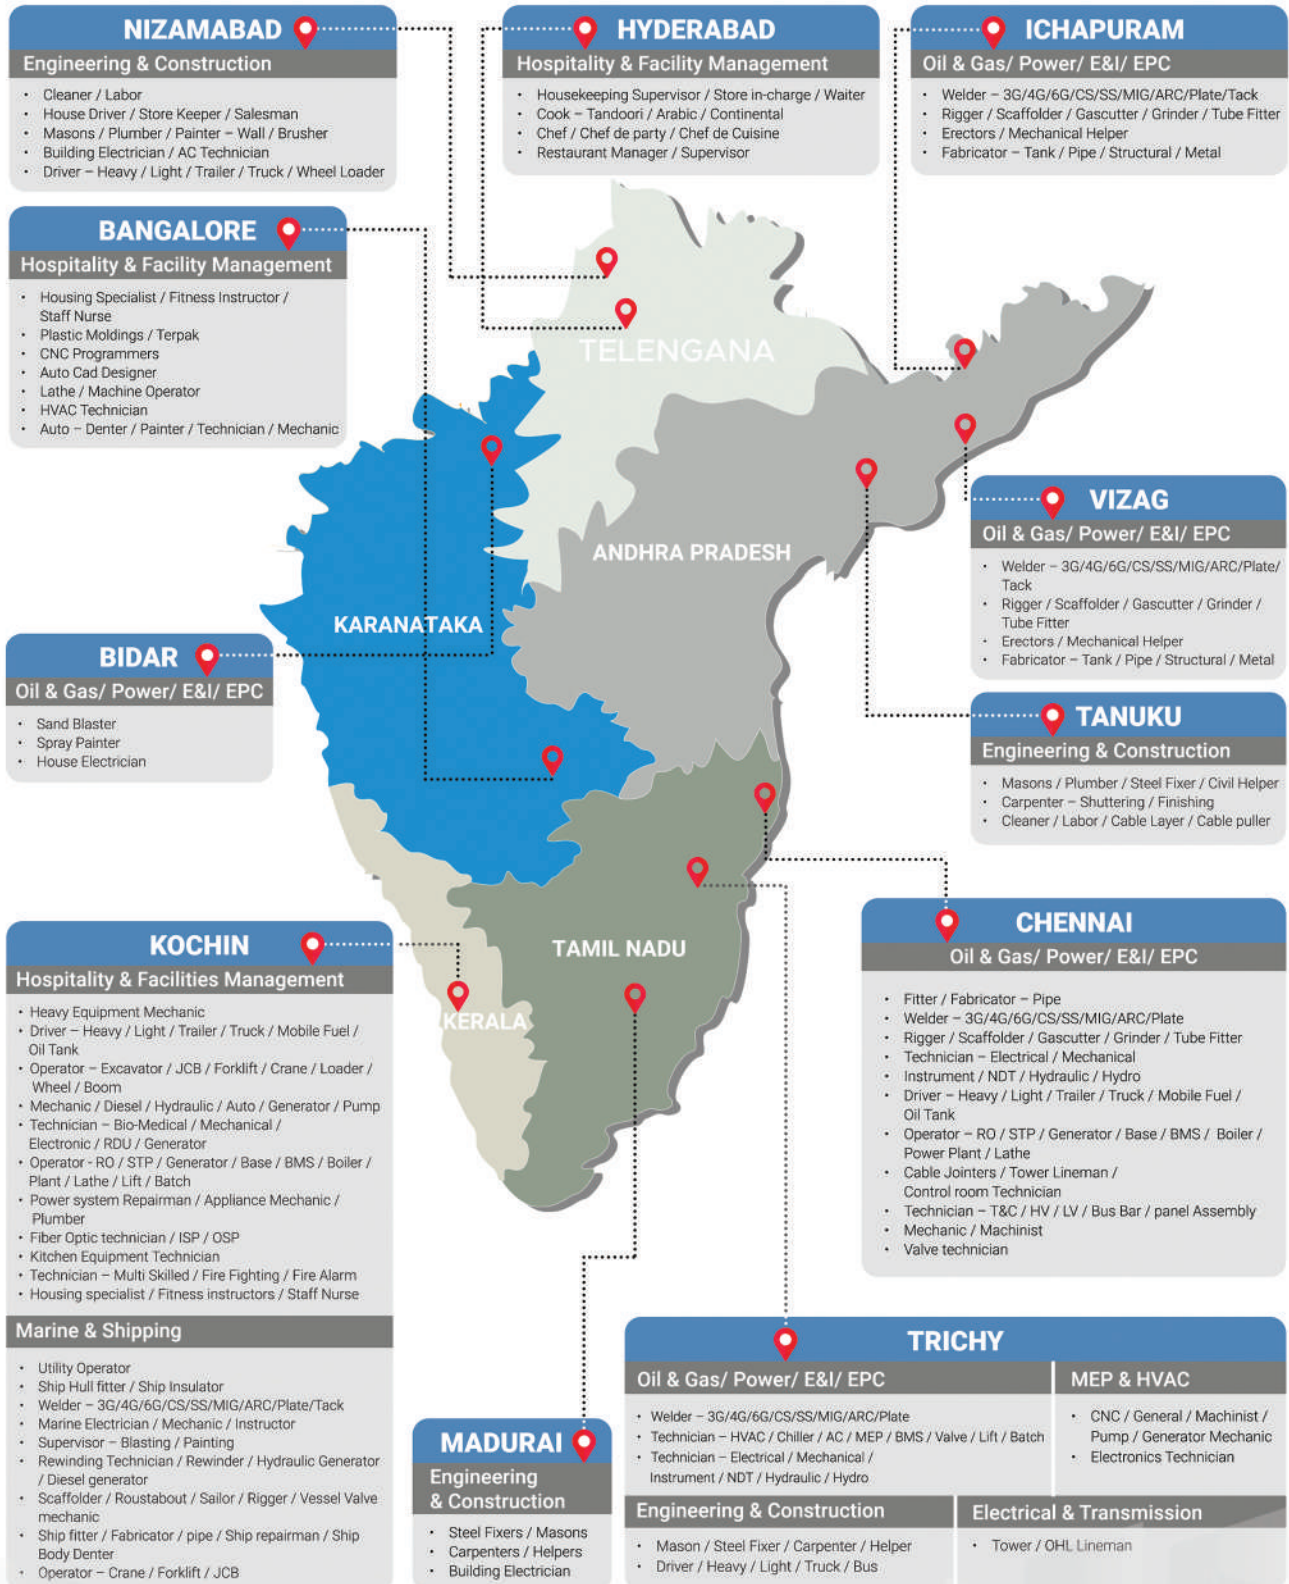 NIZAMABAD
Engineering & Construction
• Cleaner / Labor
• House Driver / Store Keeper / Salesman
• Masons / Plumber / Painter – Wall / Brusher
• Building Electrician / AC Technician
• Driver – Heavy / Light / Trailer / Truck / Wheel Loader
HYDERABAD
Hospitality & Facility Management
• Housekeeping Supervisor / Store in-charge / Waiter
• Cook – Tandoori / Arabic / Continental
• Chef / Chef de party / Chef de Cuisine
• Restaurant Manager / Supervisor
ICHAPURAM
Oil & Gas/ Power/ E&I/ EPC
• Welder – 3G/4G/6G/CS/SS/MIG/ARC/Plate/Tack
• Rigger / Scaffolder / Gascutter / Grinder / Tube Fitter
• Erectors / Mechanical Helper
• Fabricator – Tank / Pipe / Structural / Metal
BANGALORE
Hospitality & Facility Management
• Housing Specialist / Fitness Instructor /
Staff Nurse
• Plastic Moldings / Terpak
• CNC Programmers
• Auto Cad Designer
• Lathe / Machine Operator
• HVAC Technician
• Auto – Denter / Painter / Technician / Mechanic
TELENGANA
ANDHRA PRADESH
KARANATAKA
TAMIL NADU
KERALA
VIZAG
Oil & Gas/ Power/ E&I/ EPC
• Welder – 3G/4G/6G/CS/SS/MIG/ARC/Plate/
Tack
• Rigger / Scaffolder / Gascutter / Grinder /
Tube Fitter
• Erectors / Mechanical Helper
• Fabricator – Tank / Pipe / Structural / Metal
BIDAR
Oil & Gas/ Power/ E&I/ EPC
• Sand Blaster
• Spray Painter
• House Electrician
TANUKU
Engineering & Construction
• Masons / Plumber / Steel Fixer / Civil Helper
• Carpenter – Shuttering / Finishing
• Cleaner / Labor / Cable Layer / Cable puller
KOCHIN
Hospitality & Facilities Management
• Heavy Equipment Mechanic
• Driver – Heavy / Light / Trailer / Truck / Mobile Fuel /
Oil Tank
• Operator – Excavator / JCB / Forklift / Crane / Loader /
Wheel / Boom
• Mechanic / Diesel / Hydraulic / Auto / Generator / Pump
• Technician – Bio-Medical / Mechanical /
Electronic / RDU / Generator
• Operator - RO / STP / Generator / Base / BMS / Boiler /
Plant / Lathe / Lift / Batch
• Power system Repairman / Appliance Mechanic /
Plumber
• Fiber Optic technician / ISP / OSP
• Kitchen Equipment Technician
• Technician – Multi Skilled / Fire Fighting / Fire Alarm
• Housing specialist / Fitness instructors / Staff Nurse
Marine & Shipping
• Utility Operator
• Ship Hull fitter / Ship Insulator
• Welder – 3G/4G/6G/CS/SS/MIG/ARC/Plate/Tack
• Marine Electrician / Mechanic / Instructor
• Supervisor – Blasting / Painting
• Rewinding Technician / Rewinder / Hydraulic Generator
/ Diesel generator
• Scaffolder / Roustabout / Sailor / Rigger / Vessel Valve
mechanic
• Ship fitter / Fabricator / pipe / Ship repairman / Ship
Body Denter
• Operator – Crane / Forklift / JCB
CHENNAI
Oil & Gas/ Power/ E&I/ EPC
• Fitter / Fabricator – Pipe
• Welder – 3G/4G/6G/CS/SS/MIG/ARC/Plate
• Rigger / Scaffolder / Gascutter / Grinder / Tube Fitter
• Technician – Electrical / Mechanical
• Instrument / NDT / Hydraulic / Hydro
• Driver – Heavy / Light / Trailer / Truck / Mobile Fuel /
Oil Tank
• Operator – RO / STP / Generator / Base / BMS / Boiler /
Power Plant / Lathe
• Cable Jointers / Tower Lineman /
Control room Technician
• Technician – T&C / HV / LV / Bus Bar / panel Assembly
• Mechanic / Machinist
• Valve technician
MADURAI
Engineering
& Construction
• Steel Fixers / Masons
• Carpenters / Helpers
• Building Electrician
TRICHY
Oil & Gas/ Power/ E&I/ EPC
• Welder – 3G/4G/6G/CS/SS/MIG/ARC/Plate
• Technician – HVAC / Chiller / AC / MEP / BMS / Valve / Lift / Batch
• Technician – Electrical / Mechanical /
Instrument / NDT / Hydraulic / Hydro
MEP & HVAC
• CNC / General / Machinist /
Pump / Generator Mechanic
• Electronics Technician
Engineering & Construction
• Mason / Steel Fixer / Carpenter / Helper
• Driver / Heavy / Light / Truck / Bus
Electrical & Transmission
• Tower / OHL Lineman